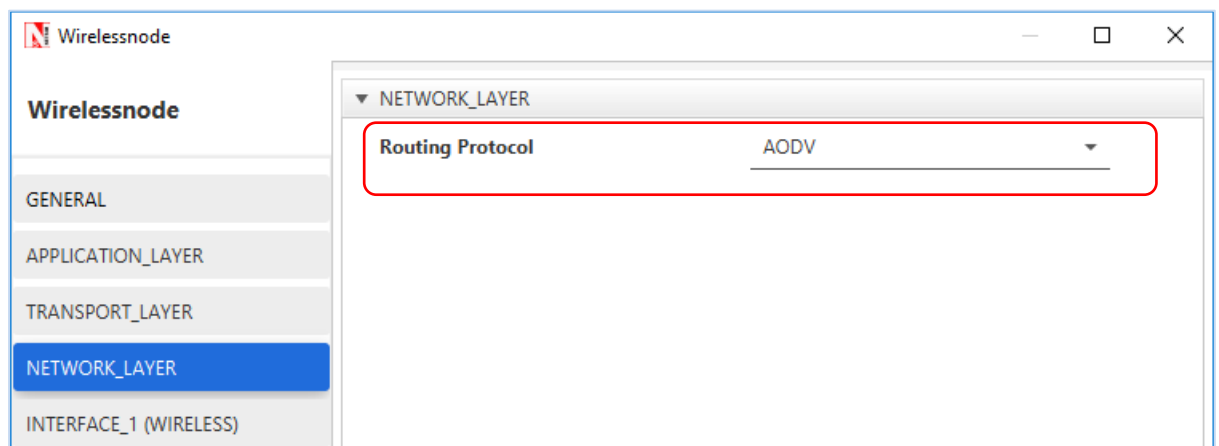 Wirelessnode
Wirelessnode
NETWORK_LAYER
Routing Protocol AODV
GENERAL
APPLICATION_LAYER
TRANSPORT_LAYER
NETWORK_LAYER
INTERFACE_1 (WIRELESS)